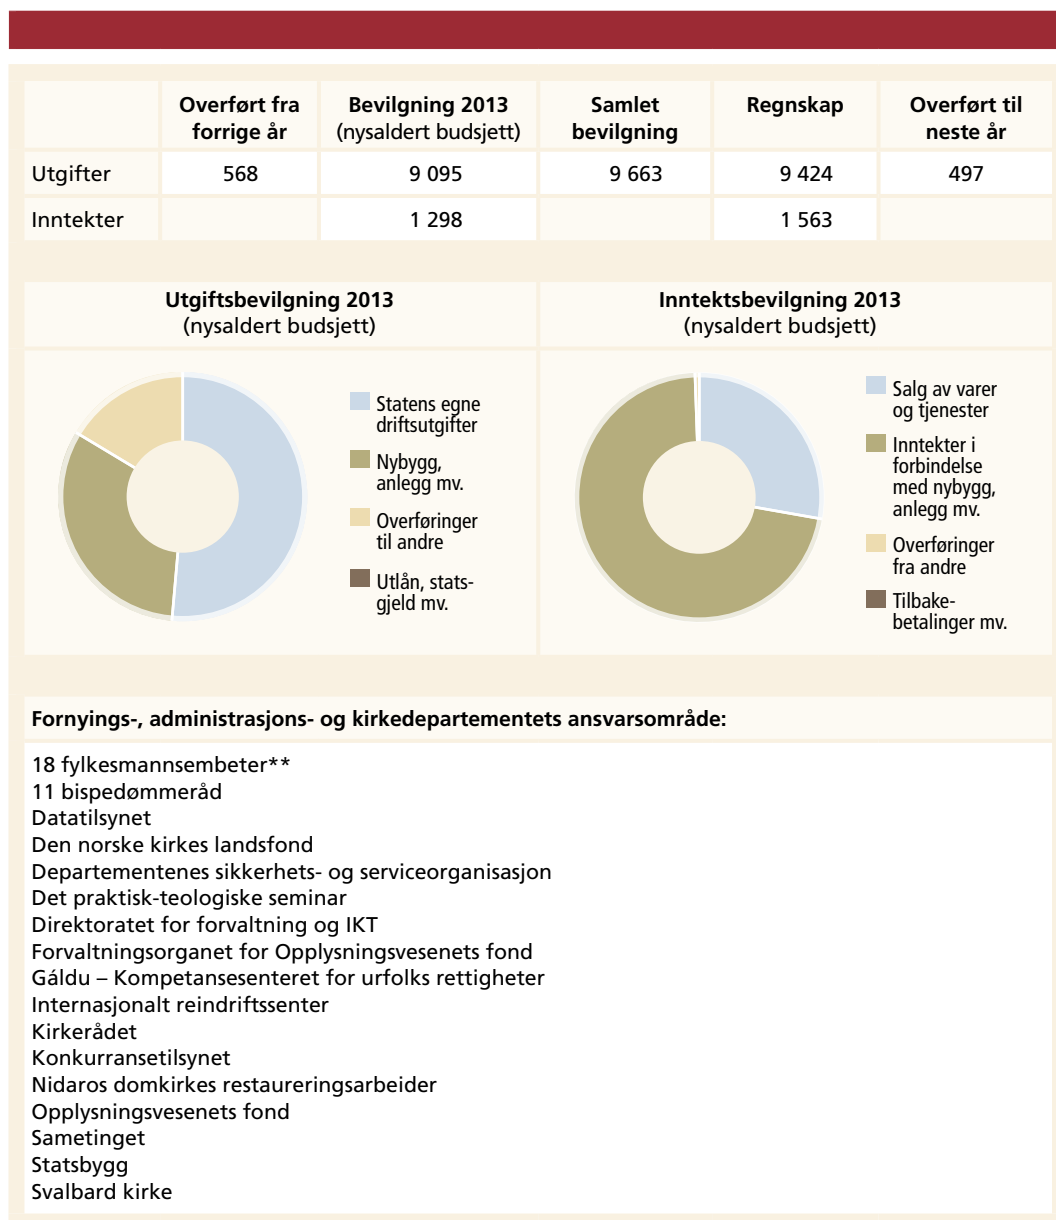 Overført fra
forrige år
Bevilgning 2013
(nysaldert budsjett)
Samlet
bevilgning
Regnskap
Overført til
neste år
Utgifter 568 9 095 9 663 9 424 497
Inntekter 1 298 1 563
Utgiftsbevilgning 2013
(nysaldert budsjett)
Statens egne
driftsutgifter
Nybygg,
anlegg mv.
Overføringer
til andre
Utlån, stats-
gjeld mv.
Inntektsbevilgning 2013
(nysaldert budsjett)
Salg av varer
og tjenester
Inntekter i
forbindelse
med nybygg,
anlegg mv.
Overføringer
fra andre
Tilbake-
betalinger mv.
Fornyings-, administrasjons- og kirkedepartementets ansvarsområde:
18 fylkesmannsembeter**
11 bispedømmeråd
Datatilsynet
Den norske kirkes landsfond
Departementenes sikkerhets- og serviceorganisasjon
Det praktisk-teologiske seminar
Direktoratet for forvaltning og IKT
Forvaltningsorganet for Opplysningsvesenets fond
Gáldu – Kompetansesenteret for urfolks rettigheter
Internasjonalt reindriftssenter
Kirkerådet
Konkurransetilsynet
Nidaros domkirkes restaureringsarbeider
Opplysningsvesenets fond
Sametinget
Statsbygg
Svalbard kirke